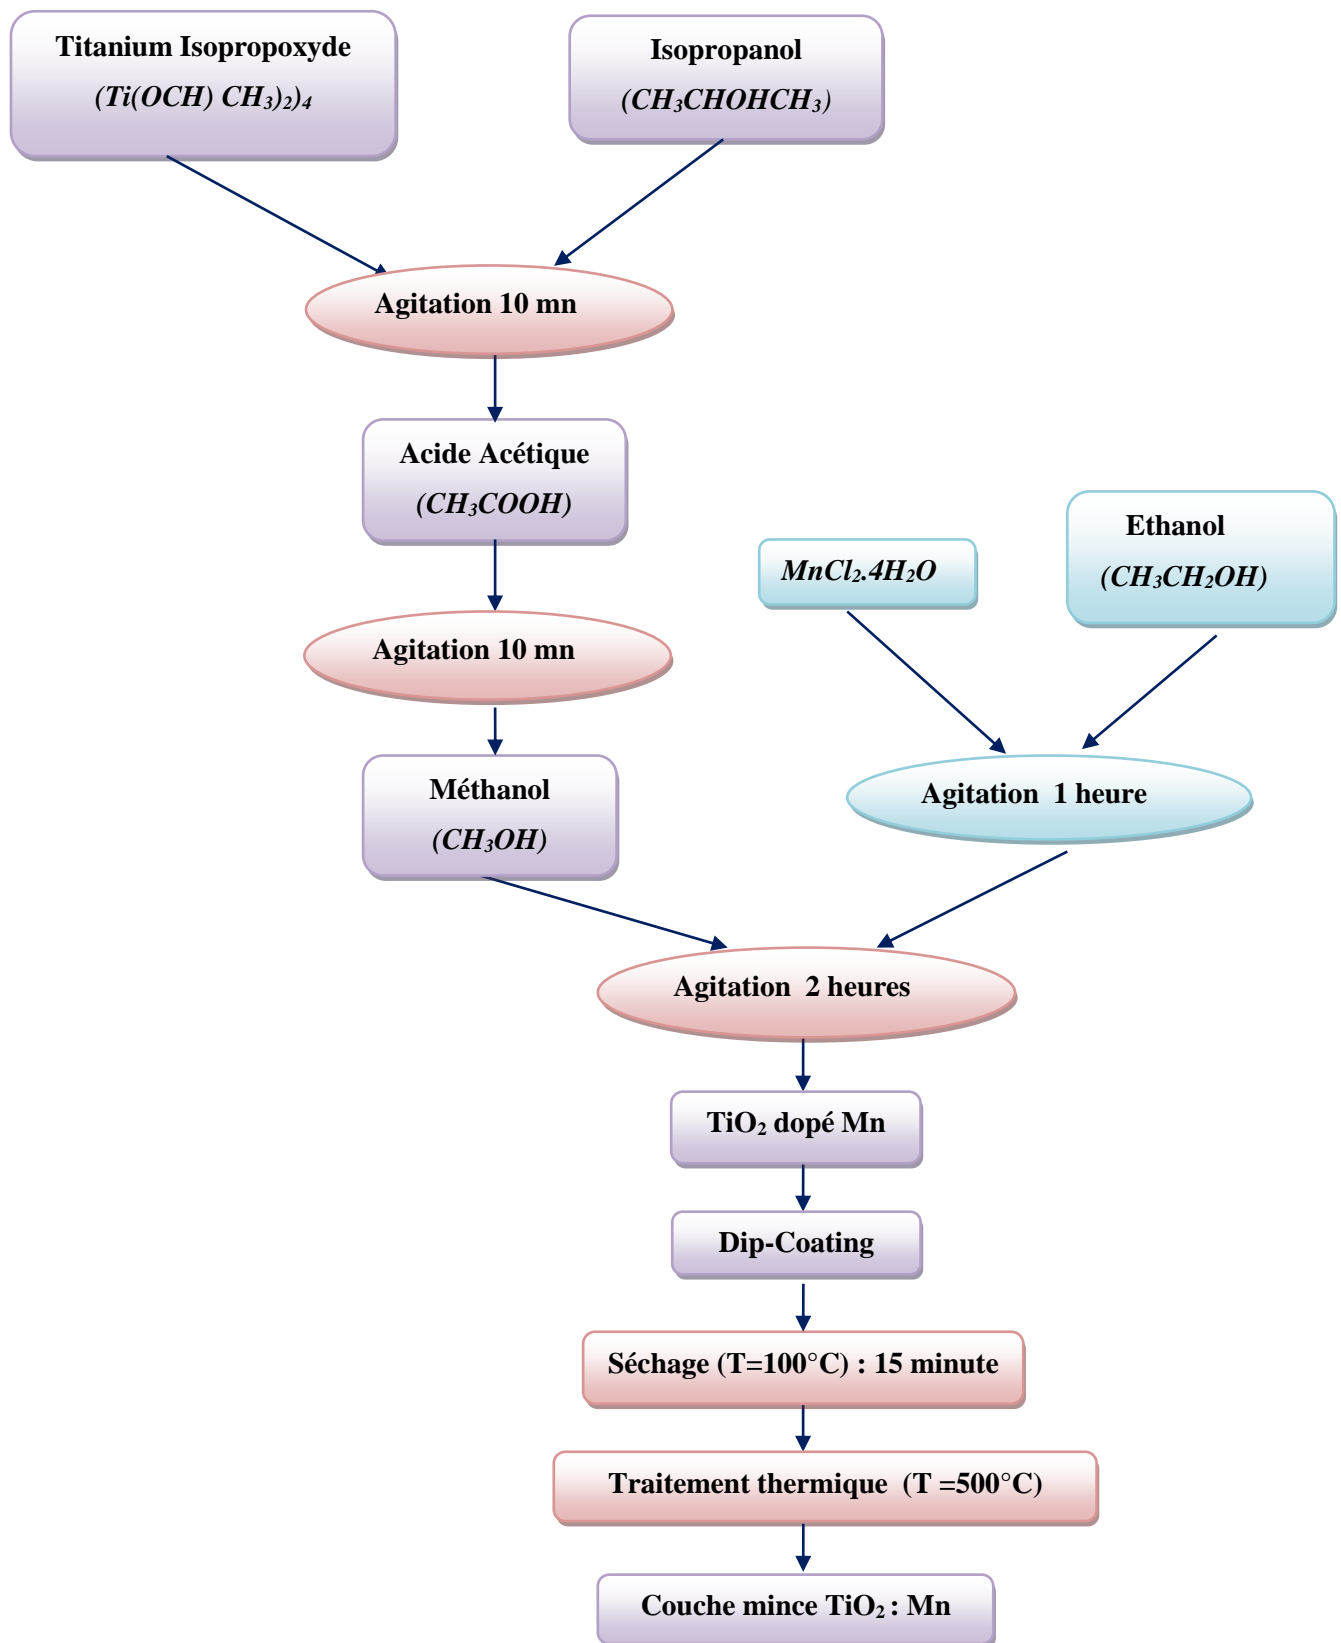 Titanium Isopropoxyde
(Ti(OCH) CH₃)₂)₄
Isopropanol
(CH₃CHOHCH₃)
Agitation 10 mn
Acide Acétique
(CH₃COOH)
Agitation 10 mn
Méthanol
(CH₃OH)
MnCl₂.4H₂O
Ethanol
(CH₃CH₂OH)
Agitation 1 heure
Agitation 2 heures
TiO₂ dopé Mn
Dip-Coating
Séchage (T=100°C) : 15 minute
Traitement thermique (T =500°C)
Couche mince TiO₂ : Mn